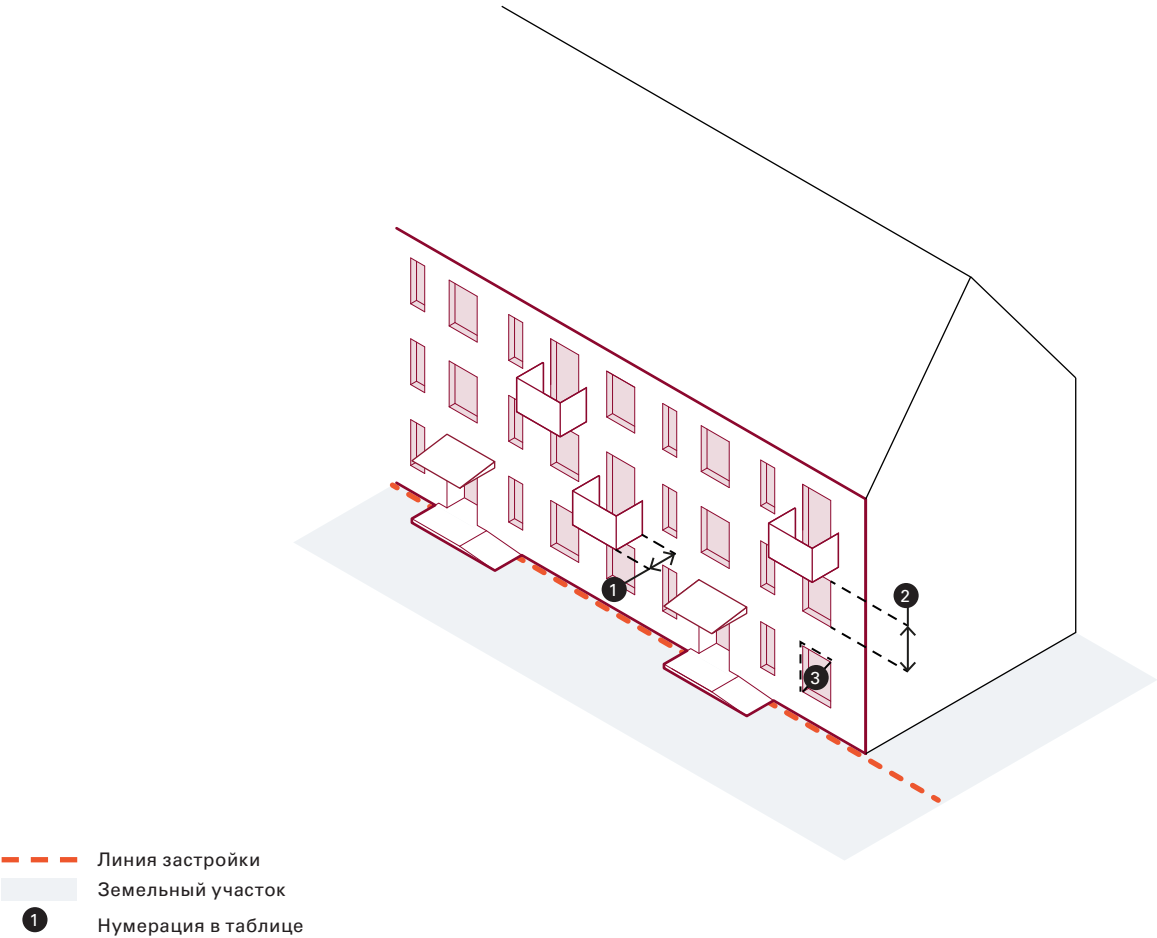 1
2
3
Линия застройки
Земельный участок
1 Нумерация в таблице